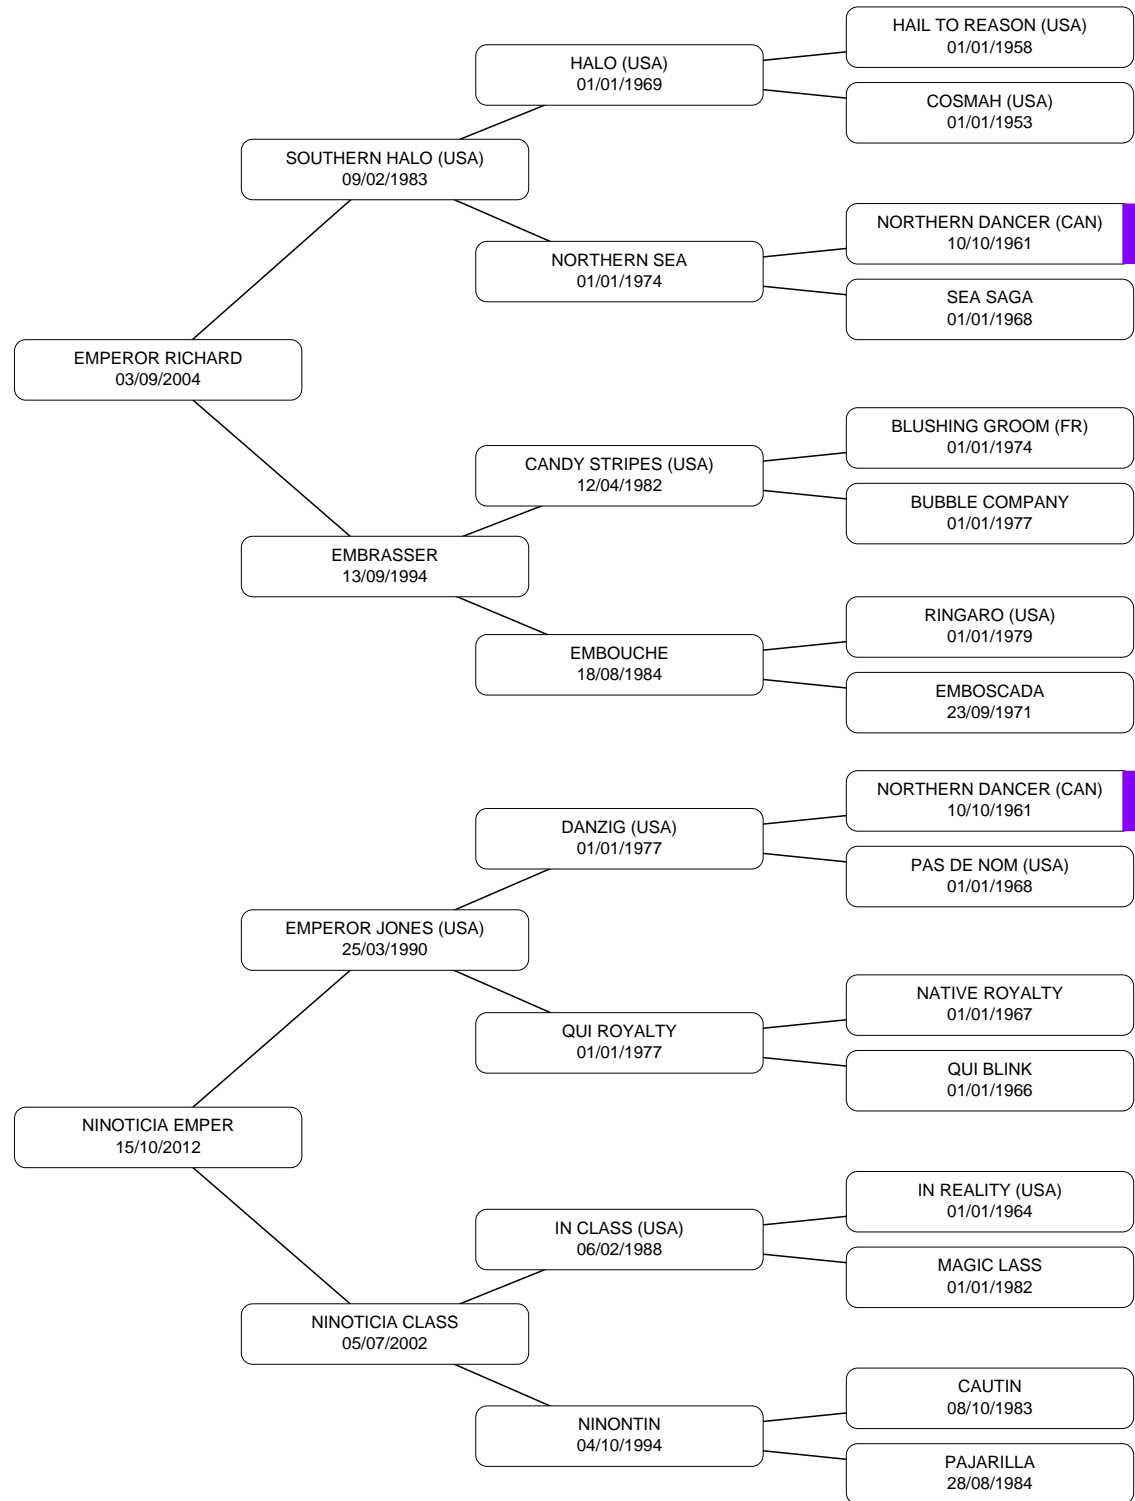 HAIL TO REASON (USA)
01/01/1958
HALO (USA)
01/01/1969
COSMAH (USA)
01/01/1953
SOUTHERN HALO (USA)
09/02/1983
NORTHERN DANCER (CAN)
10/10/1961
NORTHERN SEA
01/01/1974
SEA SAGA
01/01/1968
EMPEROR RICHARD
03/09/2004
BLUSHING GROOM (FR)
01/01/1974
CANDY STRIPES (USA)
12/04/1982
BUBBLE COMPANY
01/01/1977
EMBRASSER
13/09/1994
RINGARO (USA)
01/01/1979
EMBOUCHE
18/08/1984
EMBOSCADA
23/09/1971
NORTHERN DANCER (CAN)
10/10/1961
DANZIG (USA)
01/01/1977
PAS DE NOM (USA)
01/01/1968
EMPEROR JONES (USA)
25/03/1990
NATIVE ROYALTY
01/01/1967
QUI ROYALTY
01/01/1977
QUI BLINK
01/01/1966
NINOTICIA EMPER
15/10/2012
IN REALITY (USA)
01/01/1964
IN CLASS (USA)
06/02/1988
MAGIC LASS
01/01/1982
NINOTICIA CLASS
05/07/2002
CAUTIN
08/10/1983
NINONTIN
04/10/1994
PAJARILLA
28/08/1984